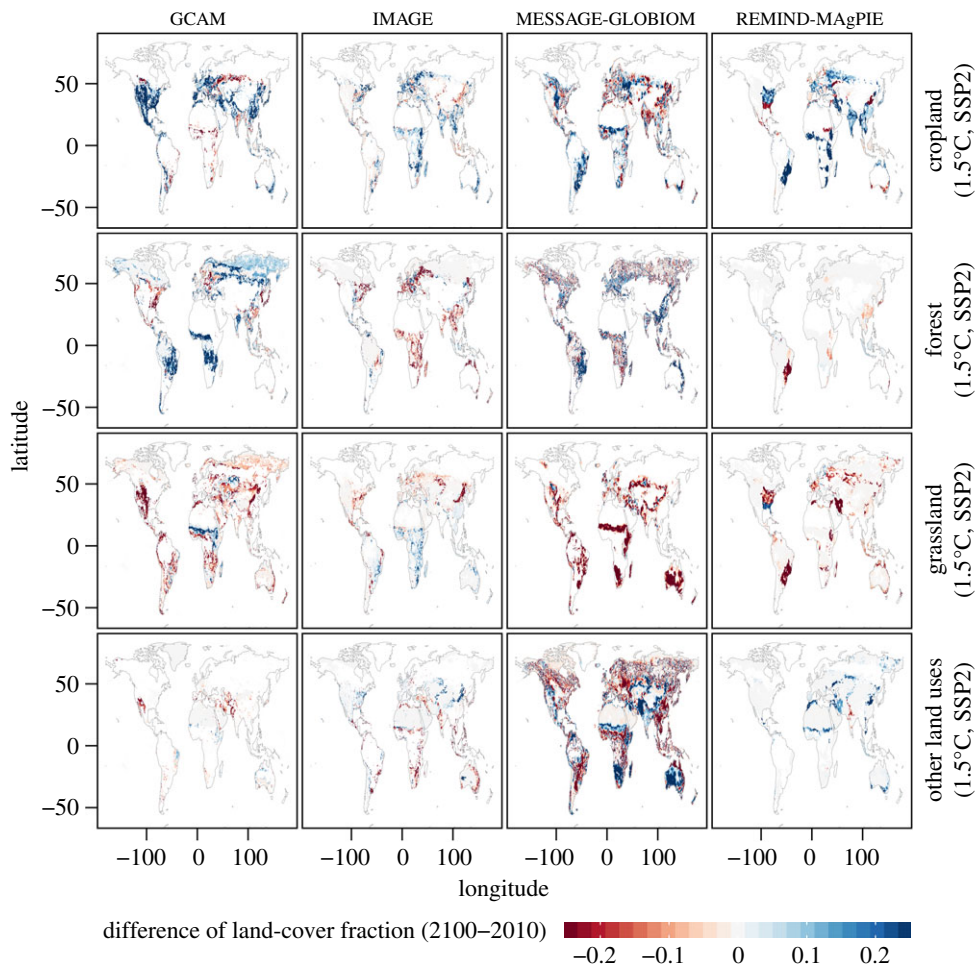 GCAM IMAGE MESSAGE-GLOBIOM REMIND-MAgPIE
50
0
−50
cropland
(1.5°C, SSP2)
50
0
−50
forest
(1.5°C, SSP2)
latitude
50
0
−50
grassland
(1.5°C, SSP2)
50
0
−50
other land uses
(1.5°C, SSP2)
−100 0 100 −100 0 100 −100 0 100 −100 0 100
longitude
difference of land-cover fraction (2100–2010)
−0.2 −0.1 0 0.1 0.2